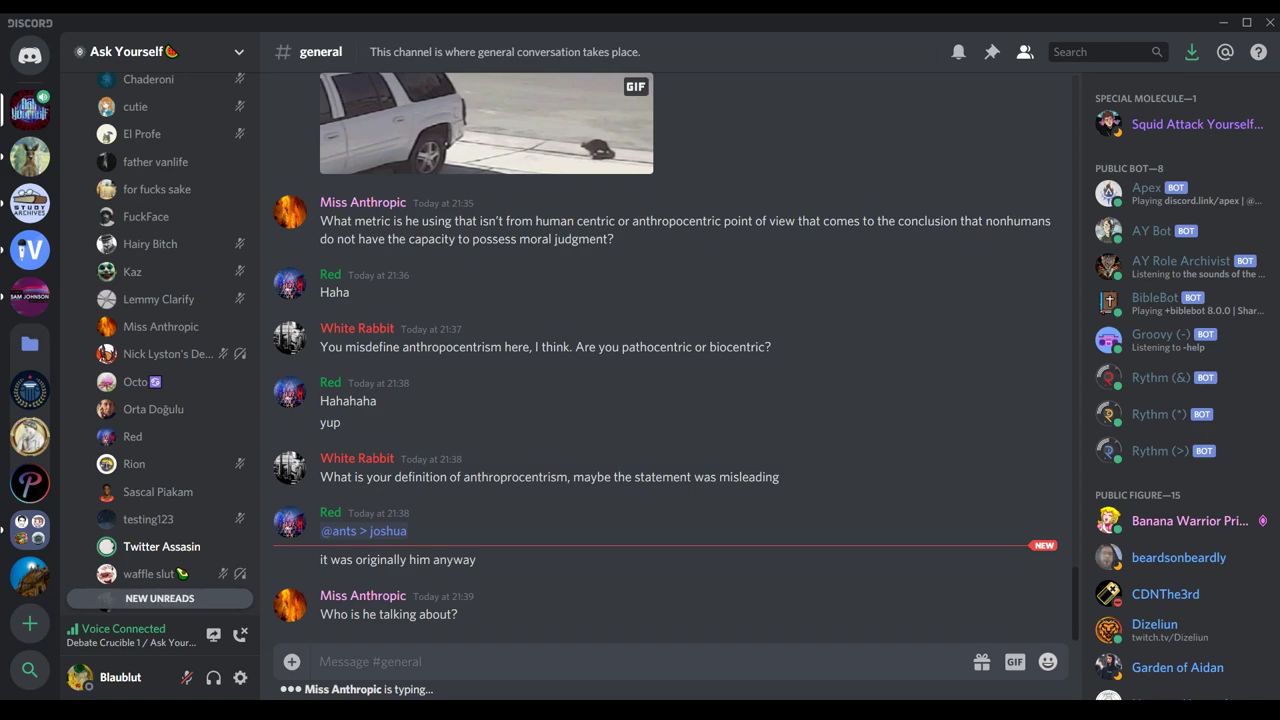 DISCORD
Ask Yourself🍉
Chaderoni
cutie
El Profe
father vanlife
for fucks sake
FuckFace
Hairy Bitch
Kaz
Lemmy Clarify
Miss Anthropic
Nick Lyston's De...
Octo
Orta Doğulu
Red
Rion
Sascal Piakam
testing123
Twitter Assasin
waffle slut🥑
NEW UNREADS
Voice Connected
Debate Crucible 1 / Ask Your...
Blaublut
STUDY
ARCHIVES
SAM JOHNSON
# general
This channel is where general conversation takes place.
Search
GIF
Miss Anthropic Today at 21:35
What metric is he using that isn't from human centric or anthropocentric point of view that comes to the conclusion that nonhumans
do not have the capacity to possess moral judgment?
Red Today at 21:36
Haha
White Rabbit Today at 21:37
You misdefine anthropocentrism here, I think. Are you pathocentric or biocentric?
Red Today at 21:38
Hahahaha
yup
White Rabbit Today at 21:38
What is your definition of anthroprocentrism, maybe the statement was misleading
Red Today at 21:38
@ants > joshua
NEW
it was originally him anyway
Miss Anthropic Today at 21:39
Who is he talking about?
Message #general
GIF
Miss Anthropic is typing...
SPECIAL MOLECULE—1
Squid Attack Yourself...
PUBLIC BOT—8
Apex BOT
Playing discord.link/apex | @...
AY Bot BOT
AY Role Archivist BOT
Listening to the sounds of the ...
BibleBot BOT
Playing +biblebot 8.0.0 | Shar...
Groovy (-) BOT
Listening to -help
Rythm (&) BOT
Rythm (*) BOT
Rythm (>) BOT
PUBLIC FIGURE—15
Banana Warrior Pri...
beardsonbeardly
CDNThe3rd
Dizeliun
twitch.tv/Dizeliun
Garden of Aidan